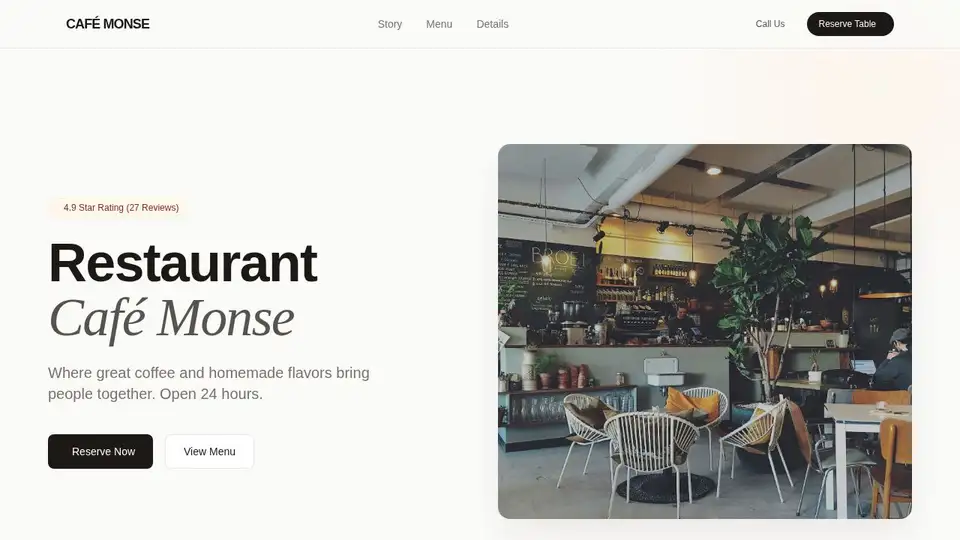 CAFÉ MONSE
Story
Menu
Details
Call Us
Reserve Table
4.9 Star Rating (27 Reviews)
Restaurant
Café Monse
Where great coffee and homemade flavors bring
people together. Open 24 hours.
Reserve Now
View Menu